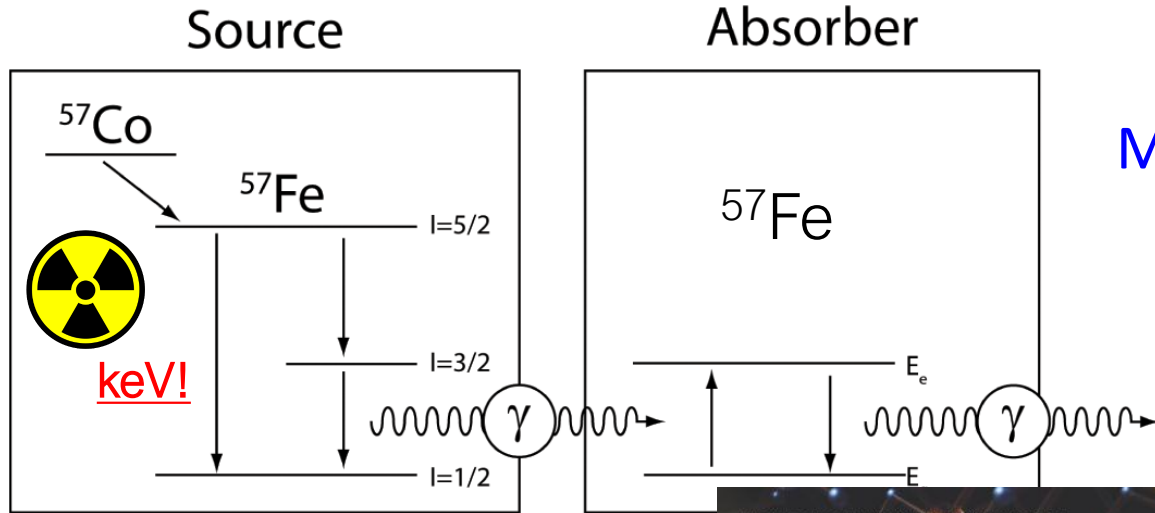 Source
Absorber
⁵⁷Co
⁵⁷Fe
I=5/2
keV!
I=3/2
γ
I=1/2
M
⁵⁷Fe
Eₑ
γ
E